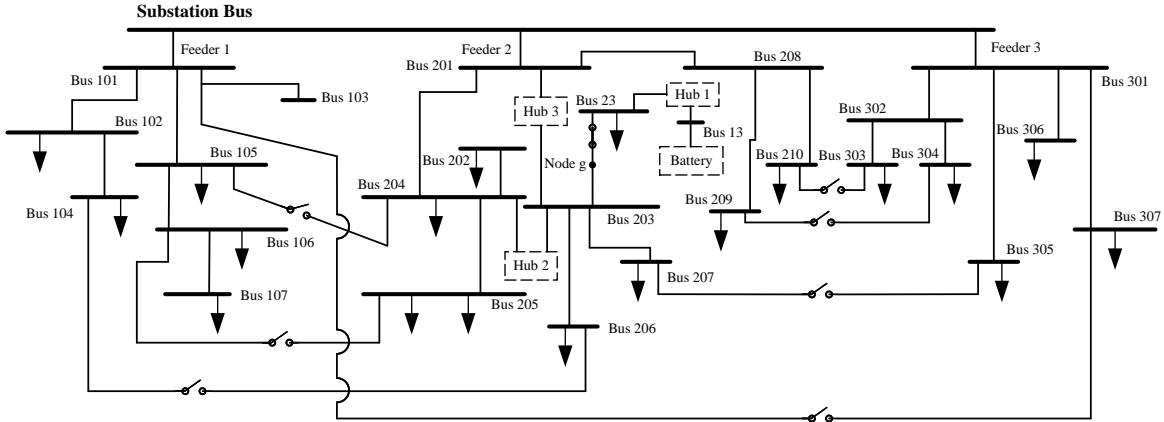 Substation Bus
Feeder 1
Feeder 2
Feeder 3
Bus 101
Bus 201
Bus 208
Bus 301
Bus 103
Hub 3
Bus 23
Hub 1
Bus 302
Bus 102
Bus 13
Bus 306
Bus 105
Bus 202
Node g
Battery
Bus 210
Bus 303
Bus 304
Bus 204
Bus 104
Bus 203
Bus 209
Bus 307
Bus 106
Bus 305
Hub 2
Bus 207
Bus 107
Bus 205
Bus 206